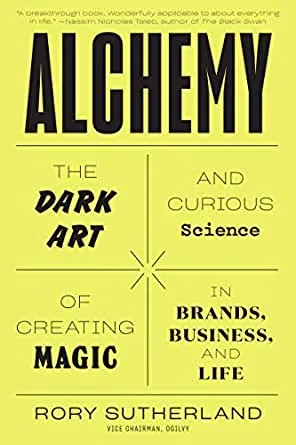 "A breakthrough book. Wonderfully applicable to about everything
in life." —Nassim Nicholas Taleb, author of The Black Swan
ALCHEMY
THE
DARK
ART
AND
CURIOUS
Science
OF
CREATING
MAGIC
IN
BRANDS,
BUSINESS,
AND
LIFE
RORY SUTHERLAND
VICE CHAIRMAN, OGILVY